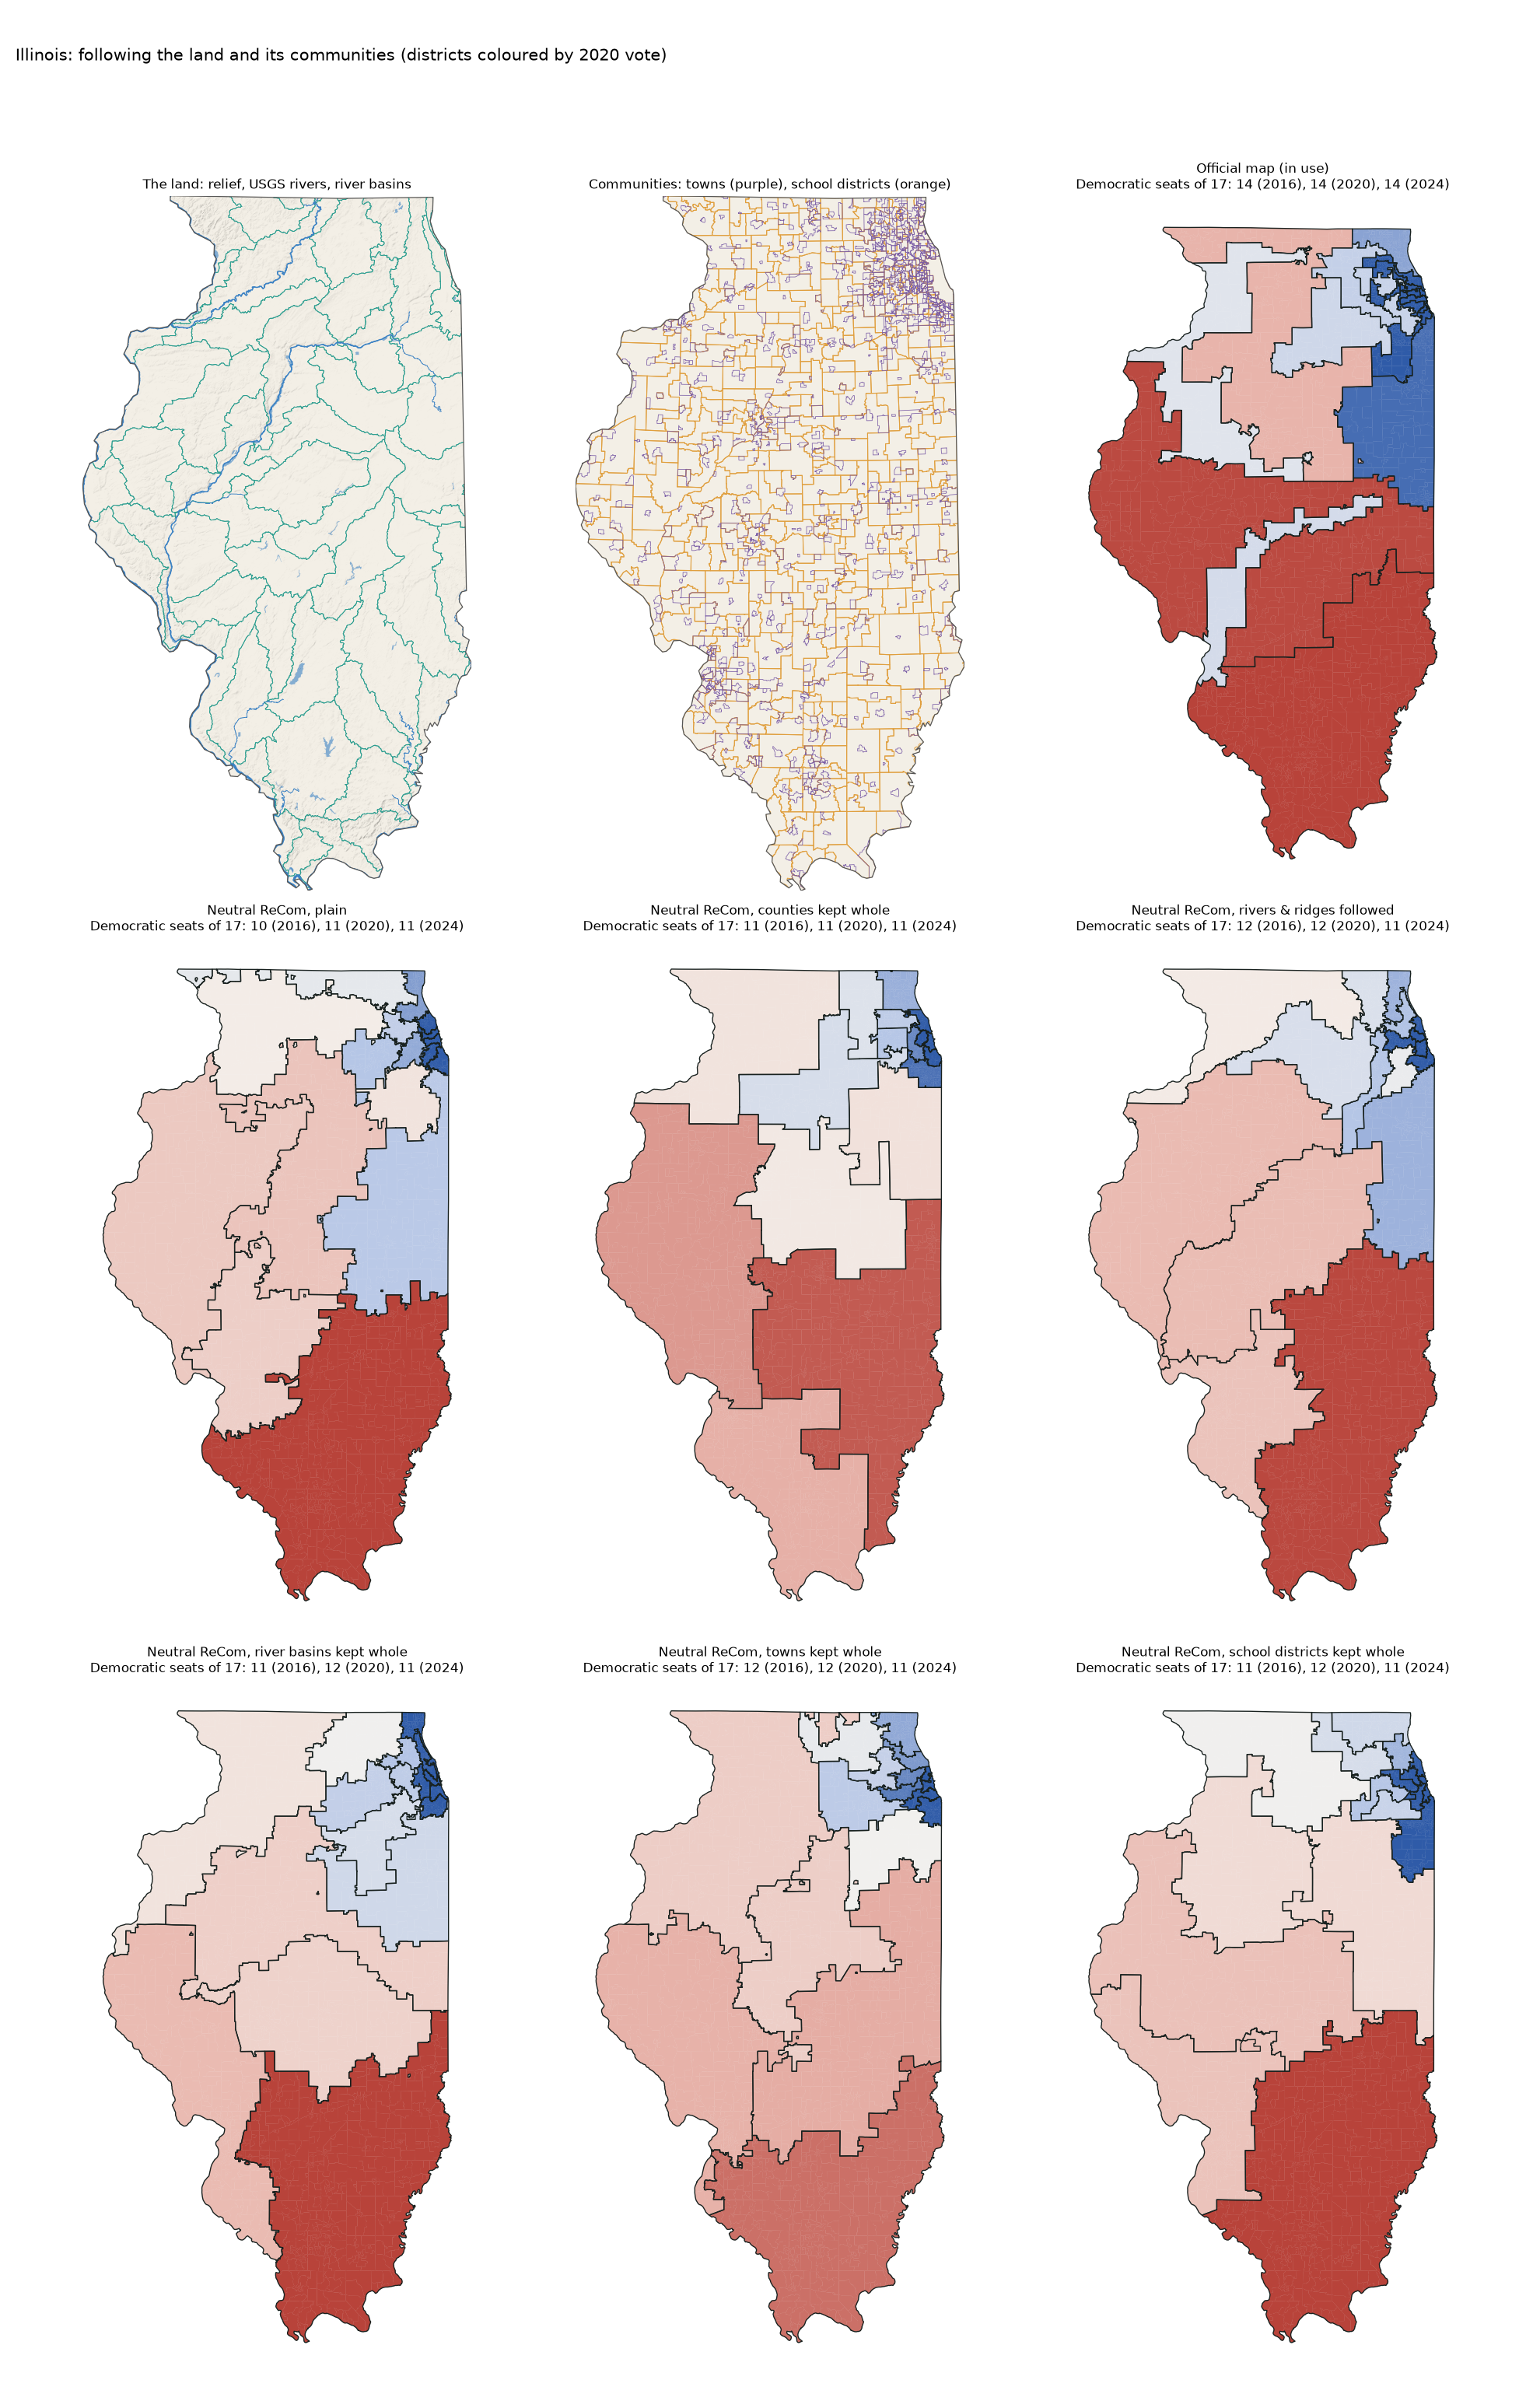 Illinois: following the land and its communities (districts coloured by 2020 vote)
The land: relief, USGS rivers, river basins
Communities: towns (purple), school districts (orange)
Official map (in use)
Democratic seats of 17: 14 (2016), 14 (2020), 14 (2024)
Neutral ReCom, plain
Democratic seats of 17: 10 (2016), 11 (2020), 11 (2024)
Neutral ReCom, counties kept whole
Democratic seats of 17: 11 (2016), 11 (2020), 11 (2024)
Neutral ReCom, rivers & ridges followed
Democratic seats of 17: 12 (2016), 12 (2020), 11 (2024)
Neutral ReCom, river basins kept whole
Democratic seats of 17: 11 (2016), 12 (2020), 11 (2024)
Neutral ReCom, towns kept whole
Democratic seats of 17: 12 (2016), 12 (2020), 11 (2024)
Neutral ReCom, school districts kept whole
Democratic seats of 17: 11 (2016), 12 (2020), 11 (2024)